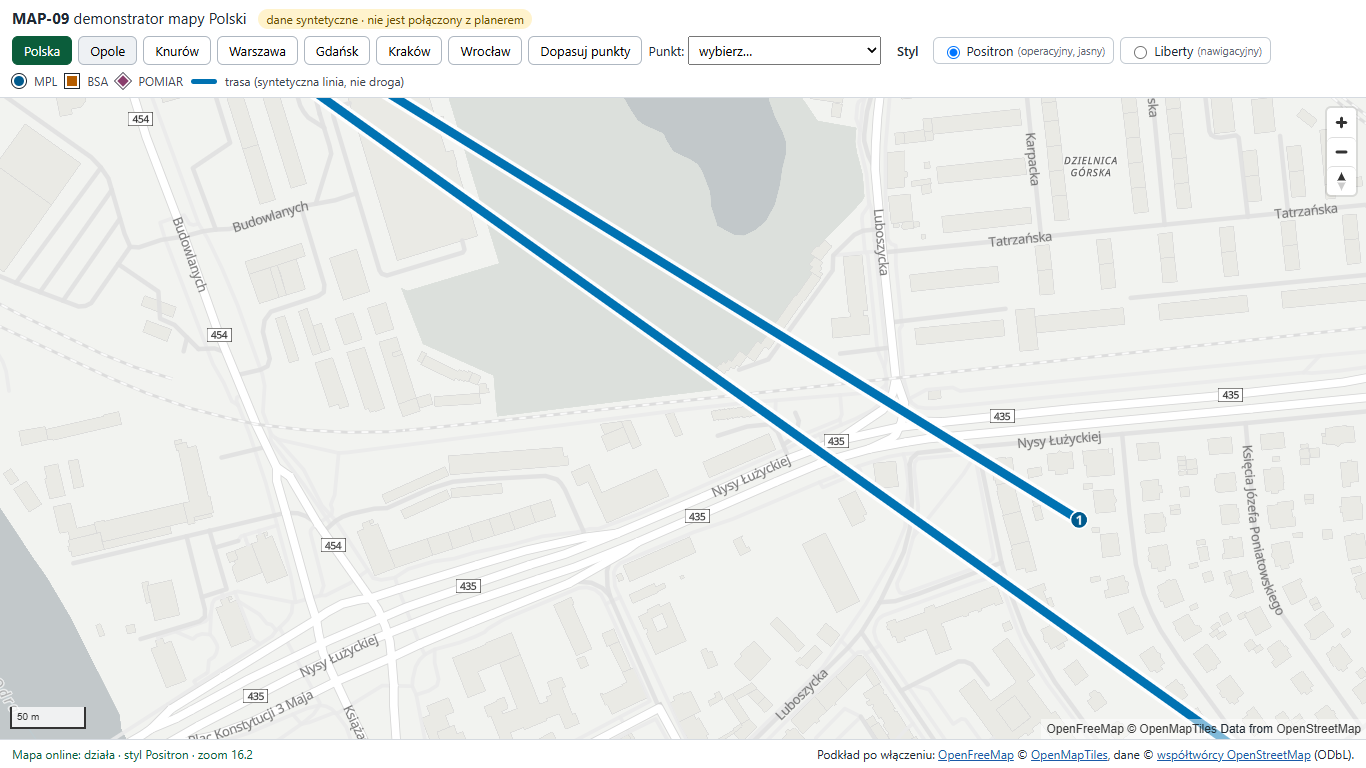 MAP-09 demonstrator mapy Polski dane syntetyczne · nie jest połączony z planerem
Polska Opole Knurów Warszawa Gdańsk Kraków Wrocław Dopasuj punkty Punkt: wybierz... Styl Positron (operacyjny, jasny) Liberty (nawigacyjny)
MPL BSA POMIAR trasa (syntetyczna linia, nie droga)
454
ska
Karpacka
DZIELNICA
GÓRSKA
Budowlanych
Budowlanych
Luboszycka
Tatrzańska
Tatrzańska
454
435
435
435
Nysy Łużyckiej
Nysy Łużyckiej
Księcia Józefa Poniatowskiego
435
1
454
435
Nysy Łużyckiej
Luboszycka
435
Plac Konstytucji 3 Maja
Książą
50 m
OpenFreeMap © OpenMapTiles Data from OpenStreetMap
Mapa online: działa · styl Positron · zoom 16.2
Podkład po włączeniu: OpenFreeMap © OpenMapTiles, dane © współtwórcy OpenStreetMap (ODbL).